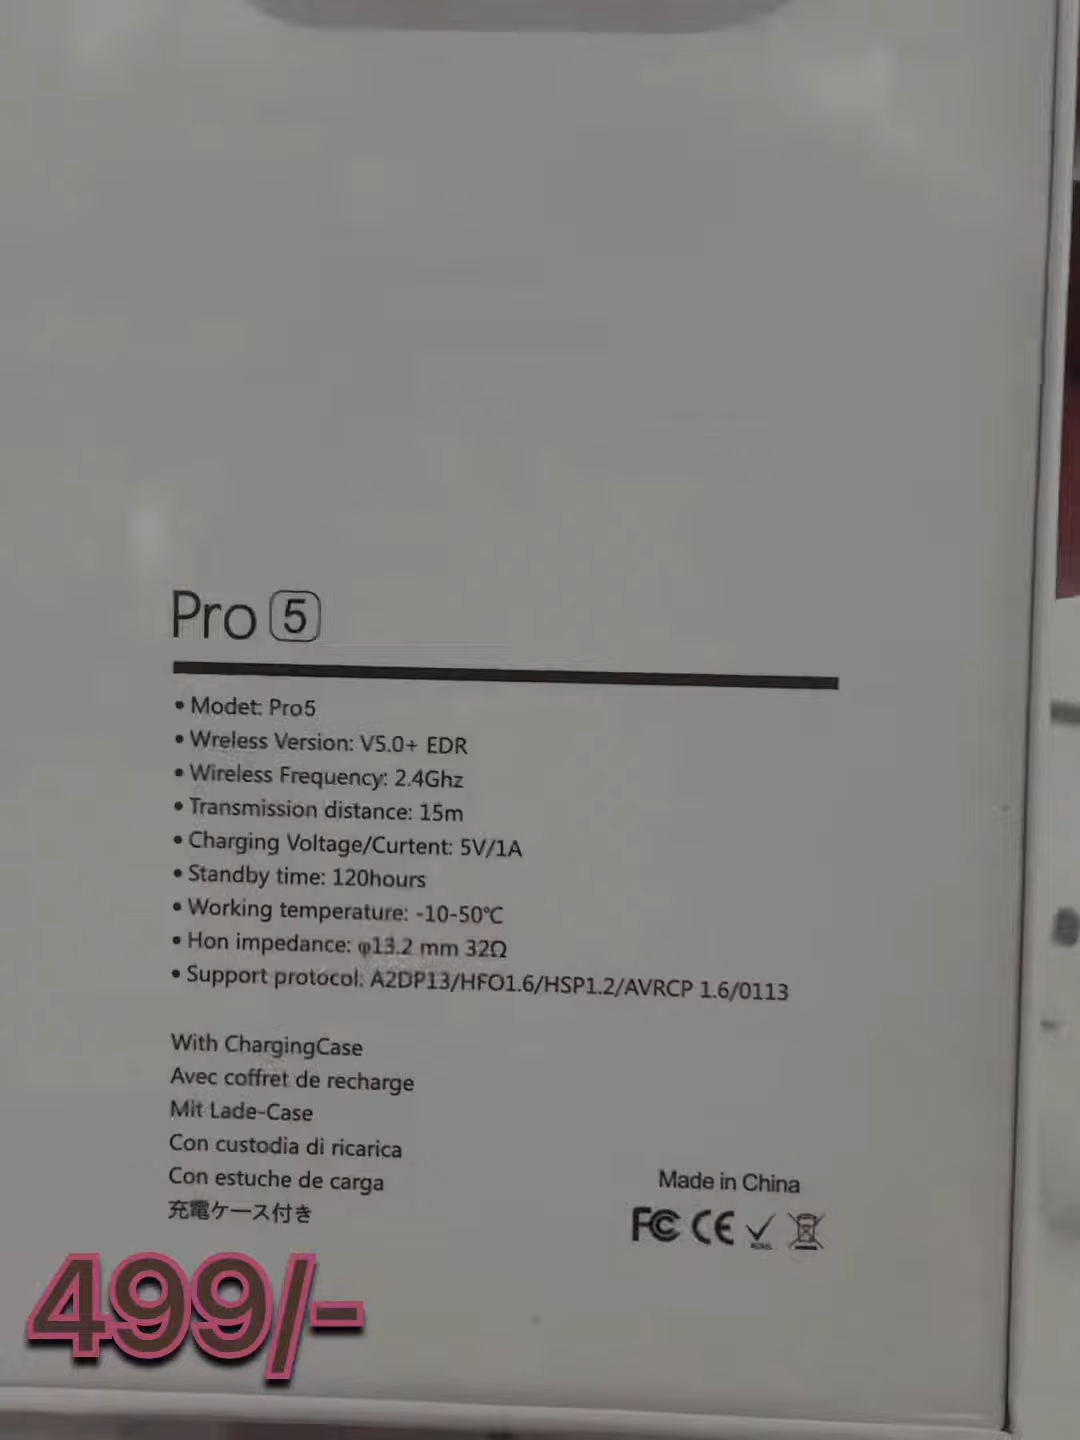 Pro 5
• Modet: Pro5
• Wreless Version: V5.0+ EDR
• Wireless Frequency: 2.4Ghz
• Transmission distance: 15m
• Charging Voltage/Curtent: 5V/1A
• Standby time: 120hours
• Working temperature: -10-50℃
• Hon impedance: φ13.2 mm 32Ω
• Support protocol: A2DP13/HFO1.6/HSP1.2/AVRCP 1.6/0113
With ChargingCase
Avec coffret de recharge
Mit Lade-Case
Con custodia di ricarica
Con estuche de carga
充電ケース付き
Made in China
FC CE
499/-